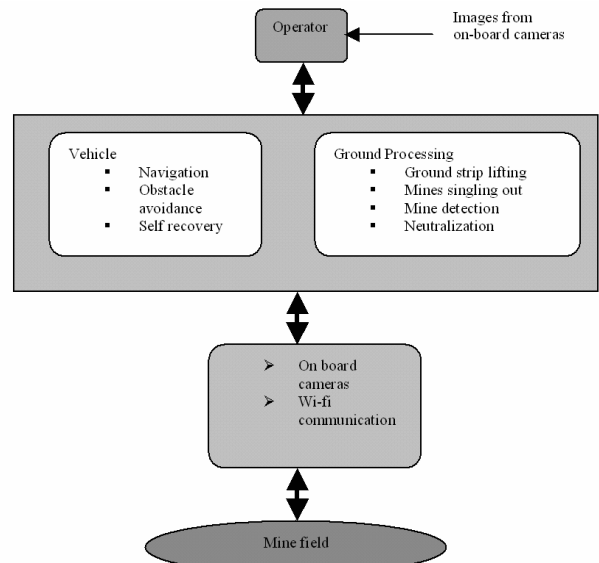 Operator
Images from
on-board cameras
Vehicle
▪ Navigation
▪ Obstacle
avoidance
▪ Self recovery
Ground Processing
▪ Ground strip lifting
▪ Mines singling out
▪ Mine detection
▪ Neutralization
➢ On board
cameras
➢ Wi-fi
communication
Mine field